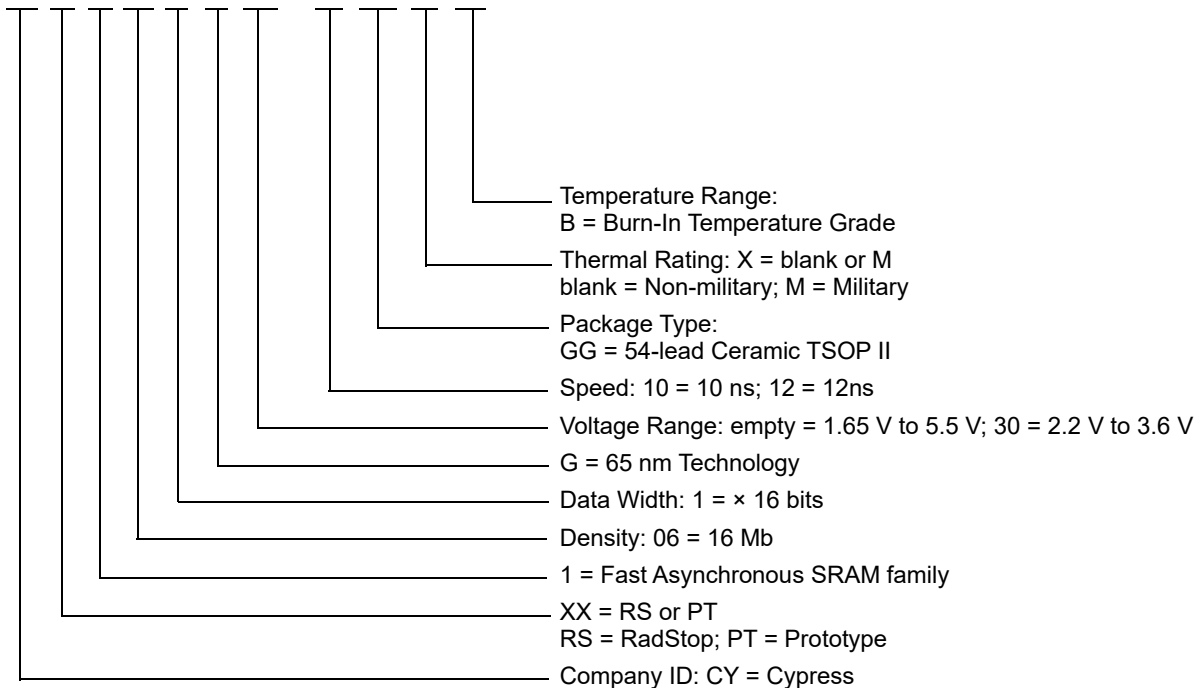 Temperature Range:
B = Burn-In Temperature Grade
Thermal Rating: X = blank or M
blank = Non-military; M = Military
Package Type:
GG = 54-lead Ceramic TSOP II
Speed: 10 = 10 ns; 12 = 12ns
Voltage Range: empty = 1.65 V to 5.5 V; 30 = 2.2 V to 3.6 V
G = 65 nm Technology
Data Width: 1 = × 16 bits
Density: 06 = 16 Mb
1 = Fast Asynchronous SRAM family
XX = RS or PT
RS = RadStop; PT = Prototype
Company ID: CY = Cypress